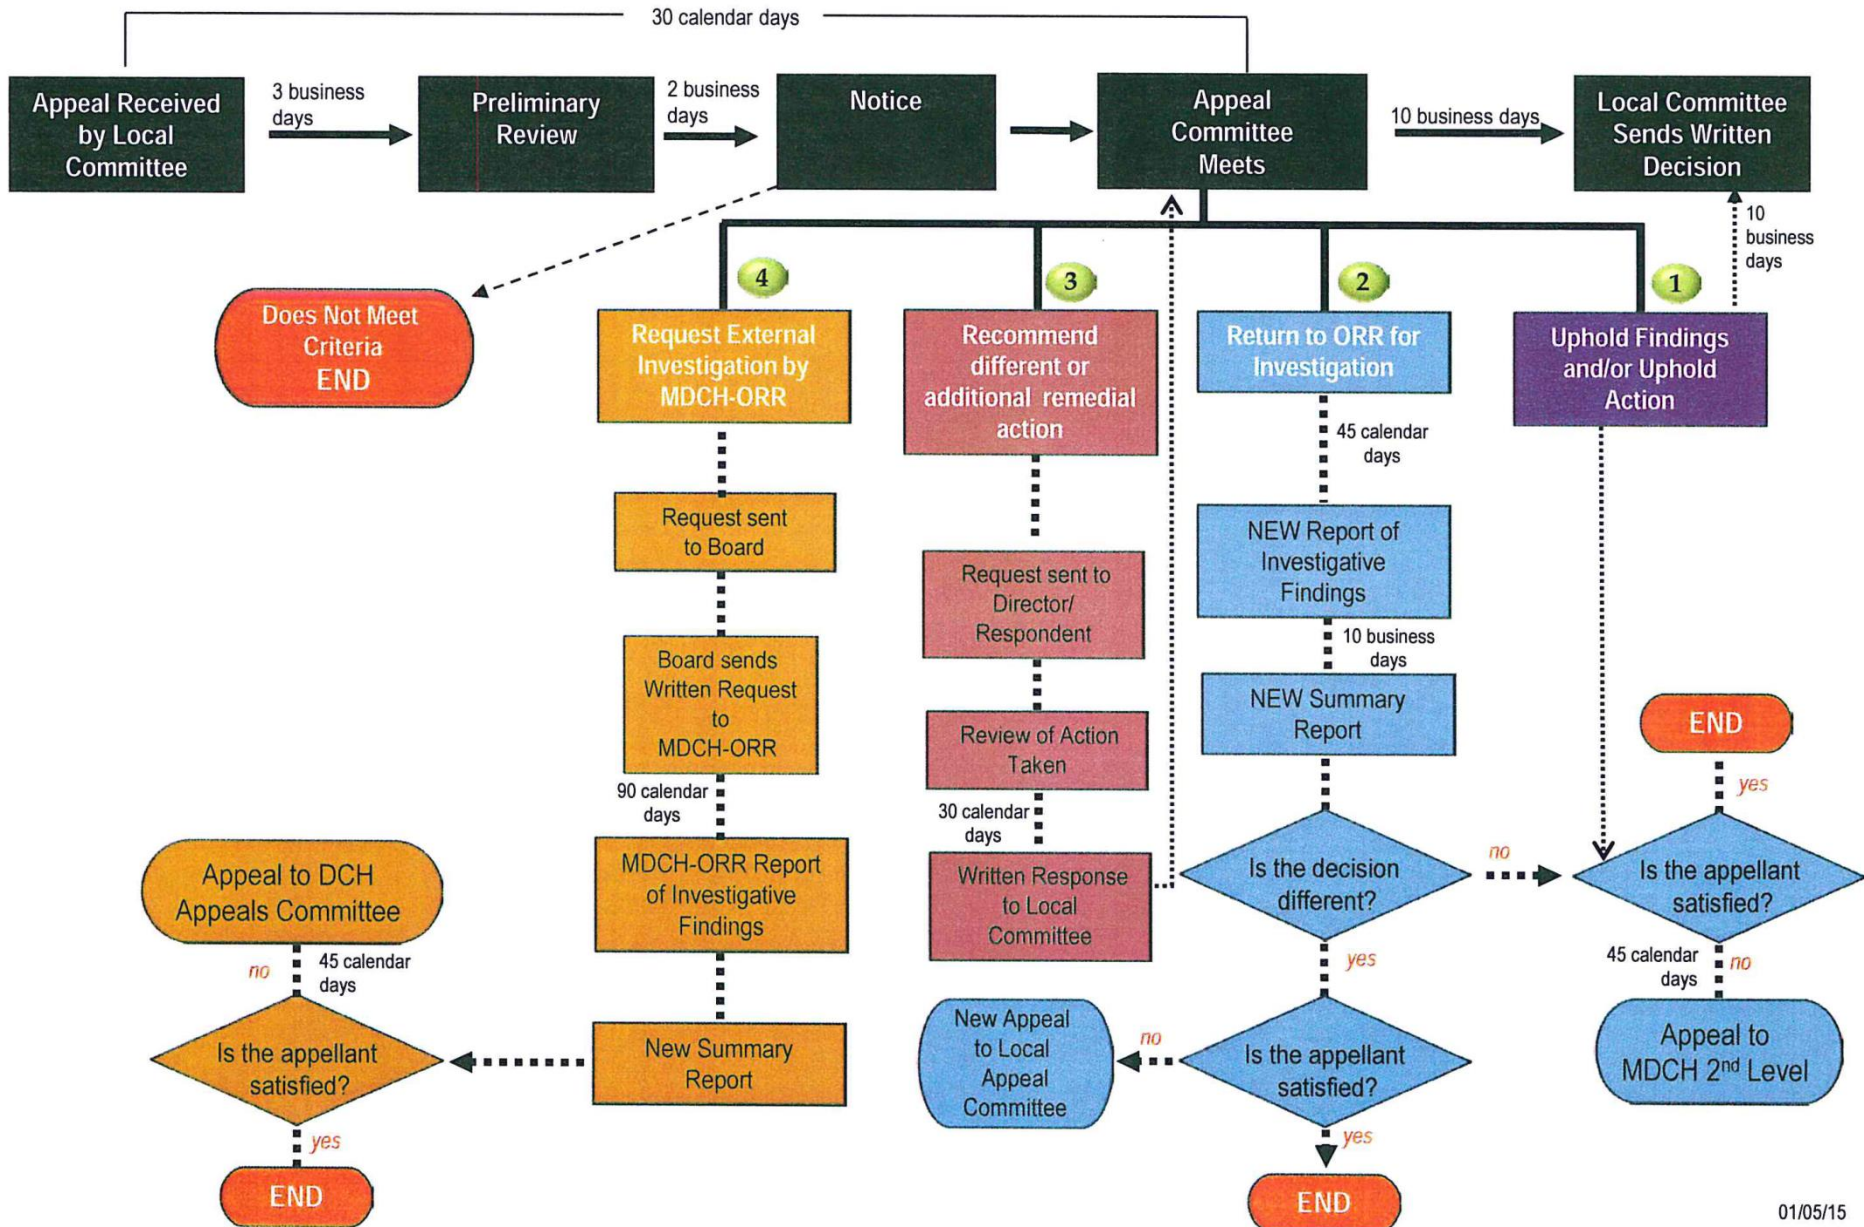 30 calendar days
Appeal Received
by Local
Committee
3 business
days
Preliminary
Review
2 business
days
Notice
Appeal
Committee
Meets
10 business days
Local Committee
Sends Written
Decision
10
business
days
Does Not Meet
Criteria
END
4
Request External
Investigation by
MDCH-ORR
3
Recommend
different or
additional remedial
action
2
Return to ORR for
Investigation
1
Uphold Findings
and/or Uphold
Action
Request sent
to Board
Board sends
Written Request
to
MDCH-ORR
90 calendar
days
MDCH-ORR Report
of Investigative
Findings
New Summary
Report
Is the appellant
satisfied?
no
45 calendar
days
Appeal to DCH
Appeals Committee
yes
END
Request sent to
Director/
Respondent
Review of Action
Taken
30 calendar
days
Written Response
to Local
Committee
45 calendar
days
NEW Report of
Investigative
Findings
10 business
days
NEW Summary
Report
Is the decision
different?
no
yes
Is the appellant
satisfied?
no
New Appeal
to Local
Appeal
Committee
yes
END
END
yes
Is the appellant
satisfied?
45 calendar
days
no
Appeal to
MDCH 2nd Level
01/05/15